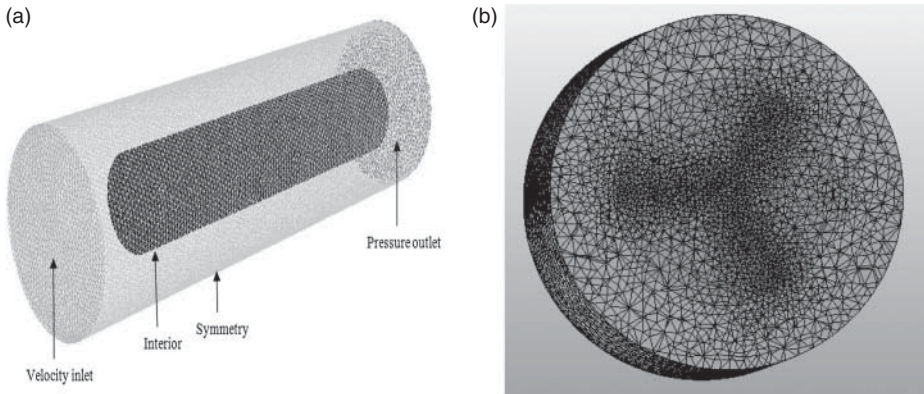 (a)
(b)
Pressure outlet
Symmetry
Interior
Velocity inlet